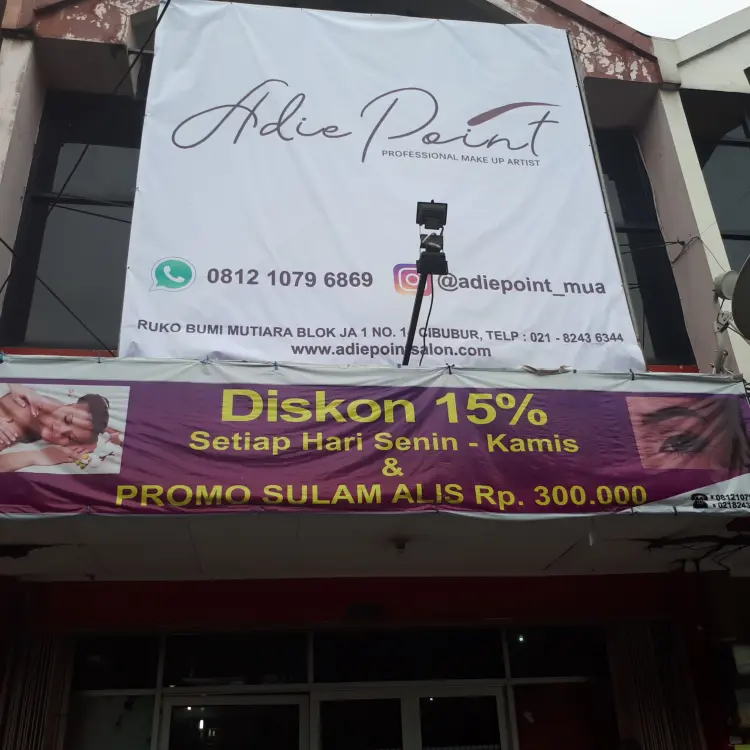 Adie Point
PROFESSIONAL MAKE UP ARTIST
0812 1079 6869 @adiepoint_mua
RUKO BUMI MUTIARA BLOK JA 1 NO. CIBUBUR, TELP : 021 - 8243 6344
www.adiepointsalon.com
Diskon 15%
Setiap Hari Senin - Kamis
&
PROMO SULAM ALIS Rp. 300.000